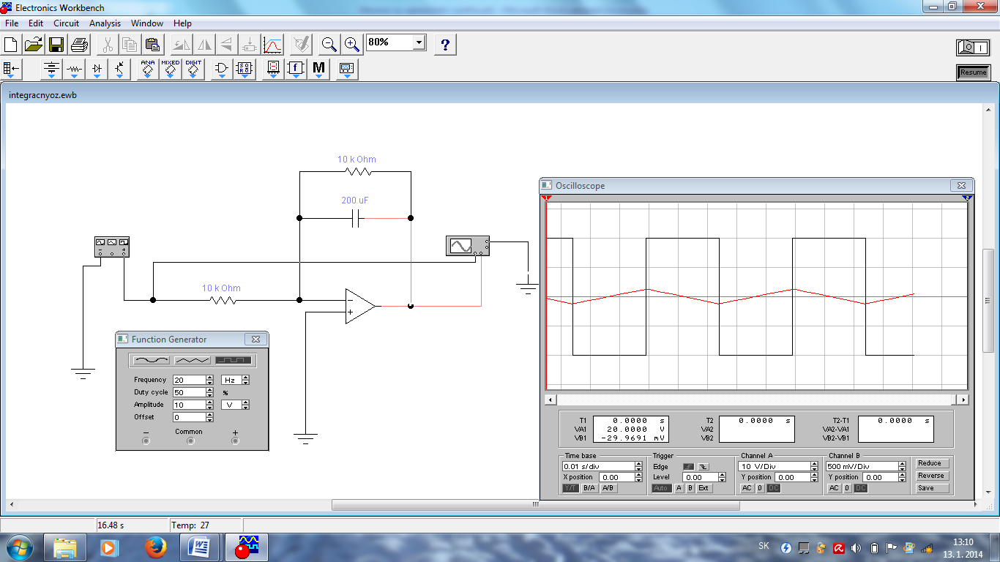 Electronics Workbench
File Edit Circuit Analysis Window Help
80%
?
ANA MIXED DIGIT
f M
Resume
integracnyoz.ewb
10 k Ohm
200 uF
10 k Ohm
Oscilloscope
1 2
Function Generator
Frequency 20 Hz
Duty cycle 50 %
Amplitude 10 V
Offset 0
− Common +
T1 0.0000 s T2 0.0000 s T2-T1 0.0000 s
VA1 20.0000 V VA2 VA2-VA1
VB1 -29.9691 mV VB2 VB2-VB1
Time base Trigger Channel A Channel B
0.01 s/div Edge 10 V/Div 500 mV/Div Reduce
X position 0.00 Level 0.00 Y position 0.00 Y position 0.00 Reverse
Y/T B/A A/B Auto A B Ext AC 0 DC AC 0 DC Save
16.48 s Temp: 27
SK 13:10
13. 1. 2014